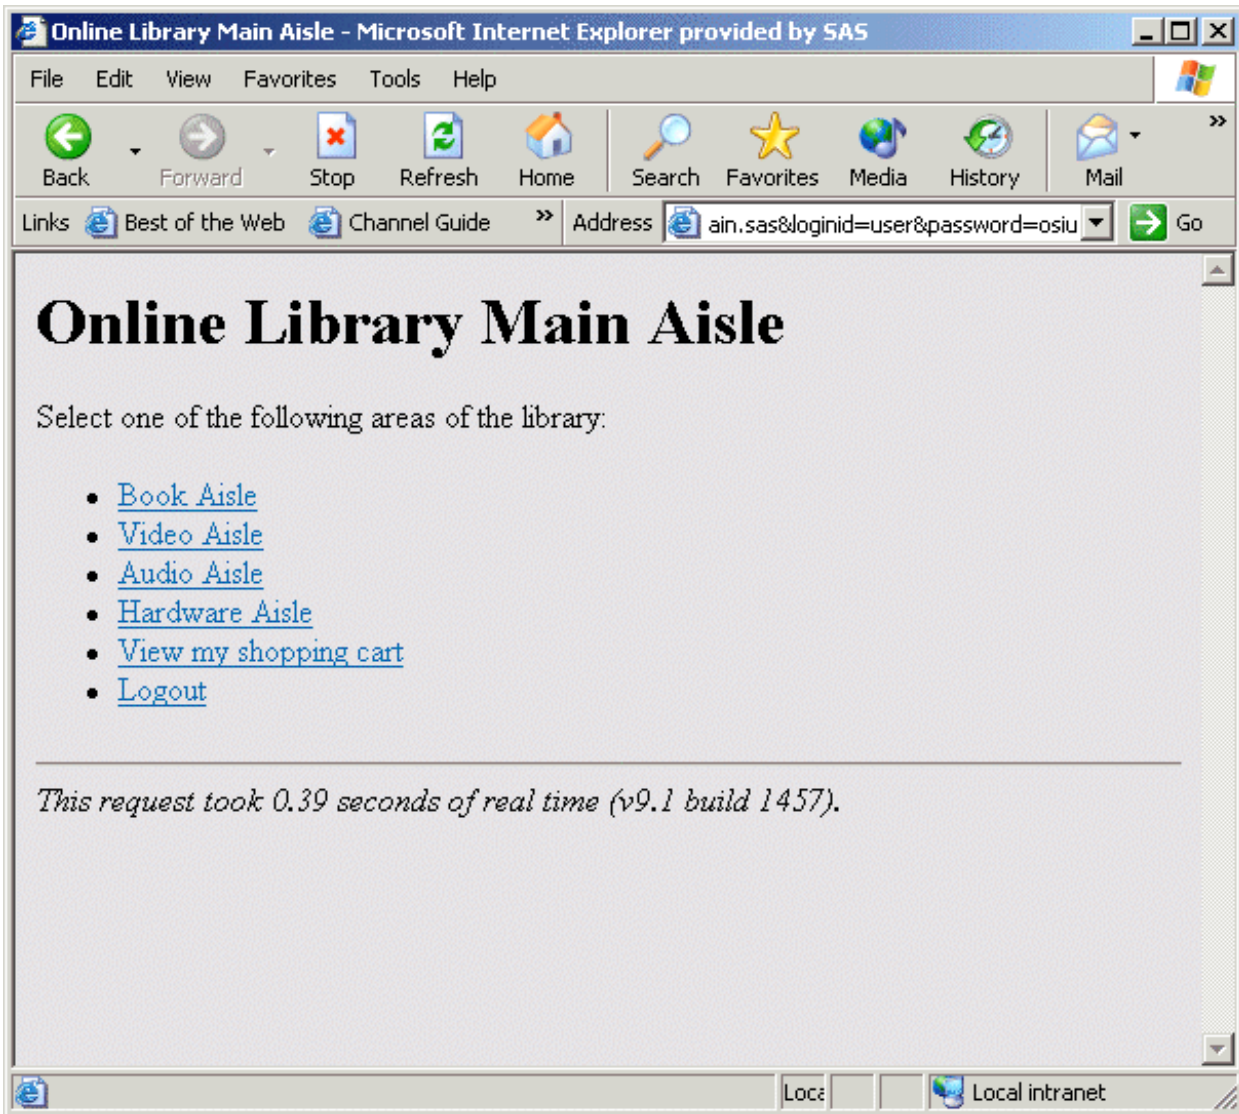 Online Library Main Aisle - Microsoft Internet Explorer provided by SAS
File Edit View Favorites Tools Help
Back Forward Stop Refresh Home Search Favorites Media History Mail »
Links Best of the Web Channel Guide » Address ain.sas&loginid=user&password=osiu Go
Online Library Main Aisle
Select one of the following areas of the library:
• Book Aisle
• Video Aisle
• Audio Aisle
• Hardware Aisle
• View my shopping cart
• Logout
This request took 0.39 seconds of real time (v9.1 build 1457).
Loca Local intranet